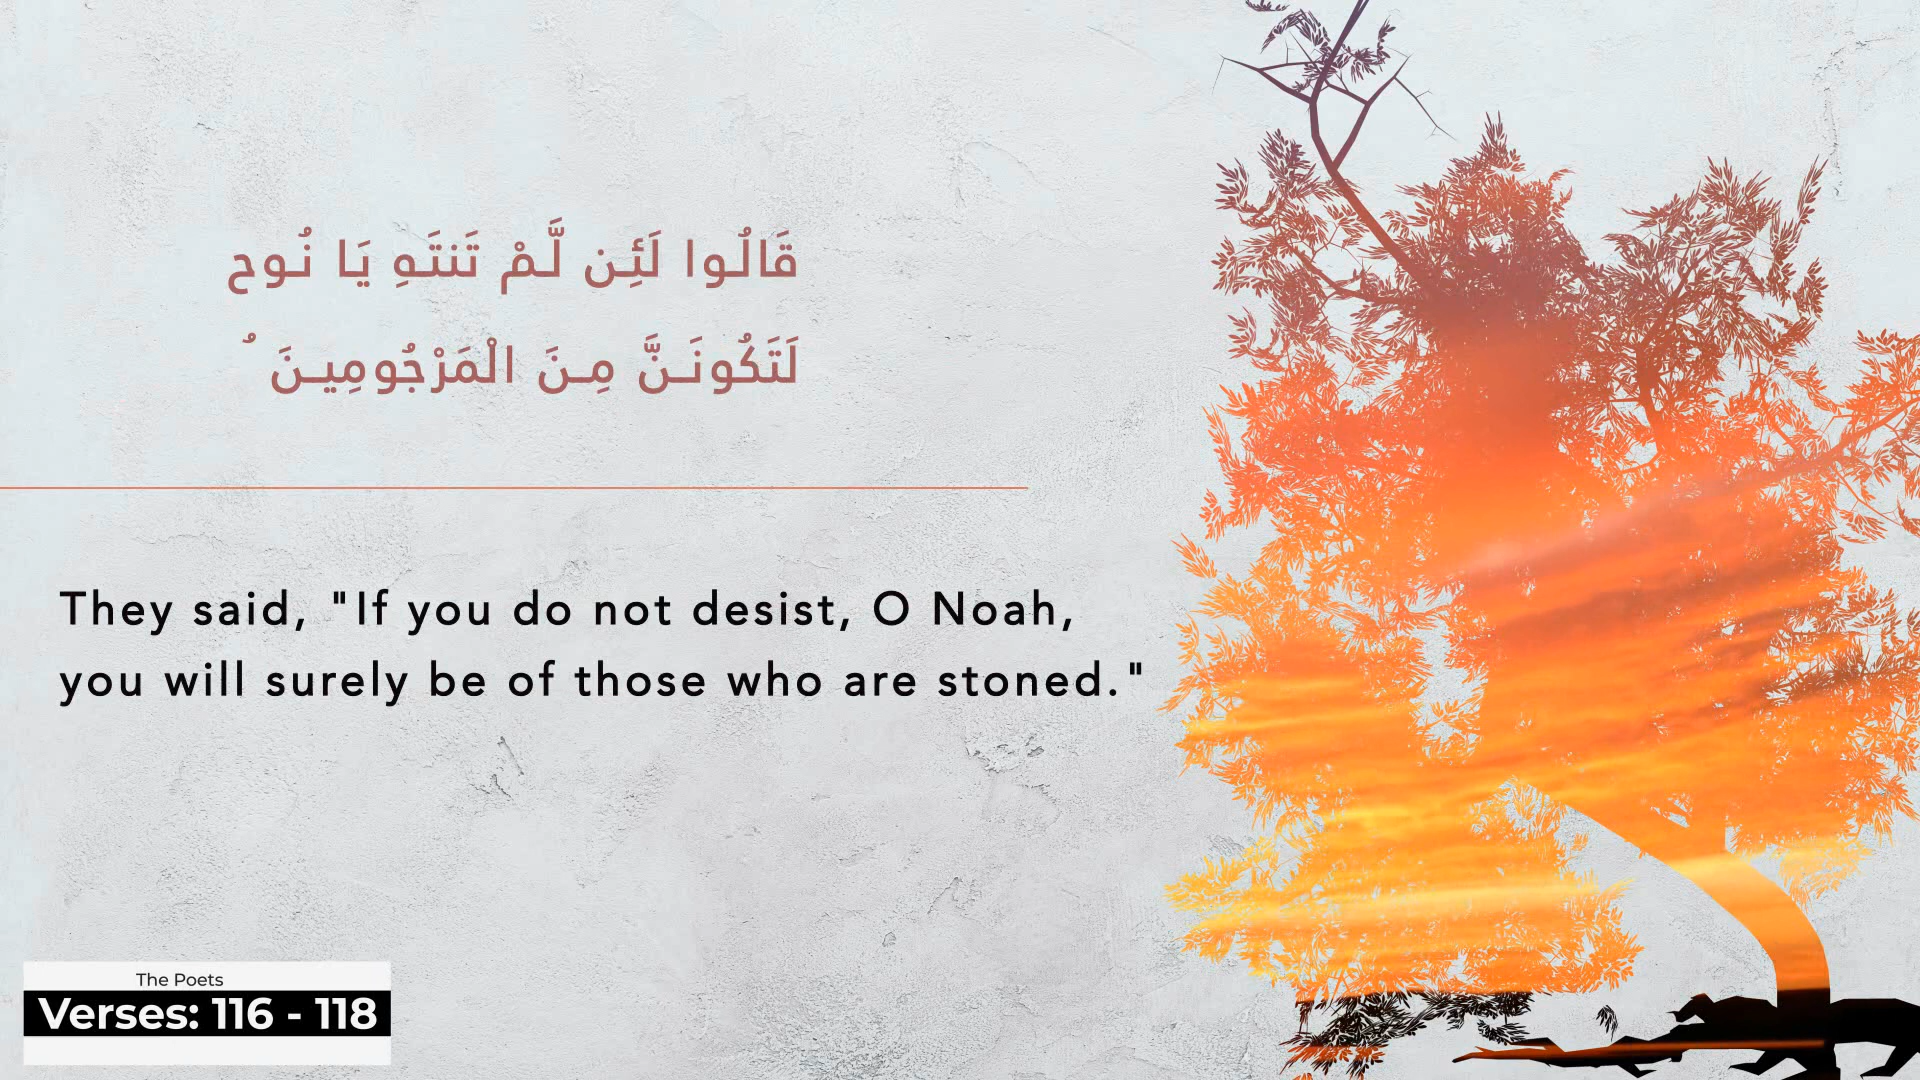 قَالُوا لَئِن لَّمْ تَنتَهِ يَا نُوح
لَتَكُونَنَّ مِنَ الْمَرْجُومِينَ ُ
They said, "If you do not desist, O Noah,
you will surely be of those who are stoned."
The Poets
Verses: 116 - 118